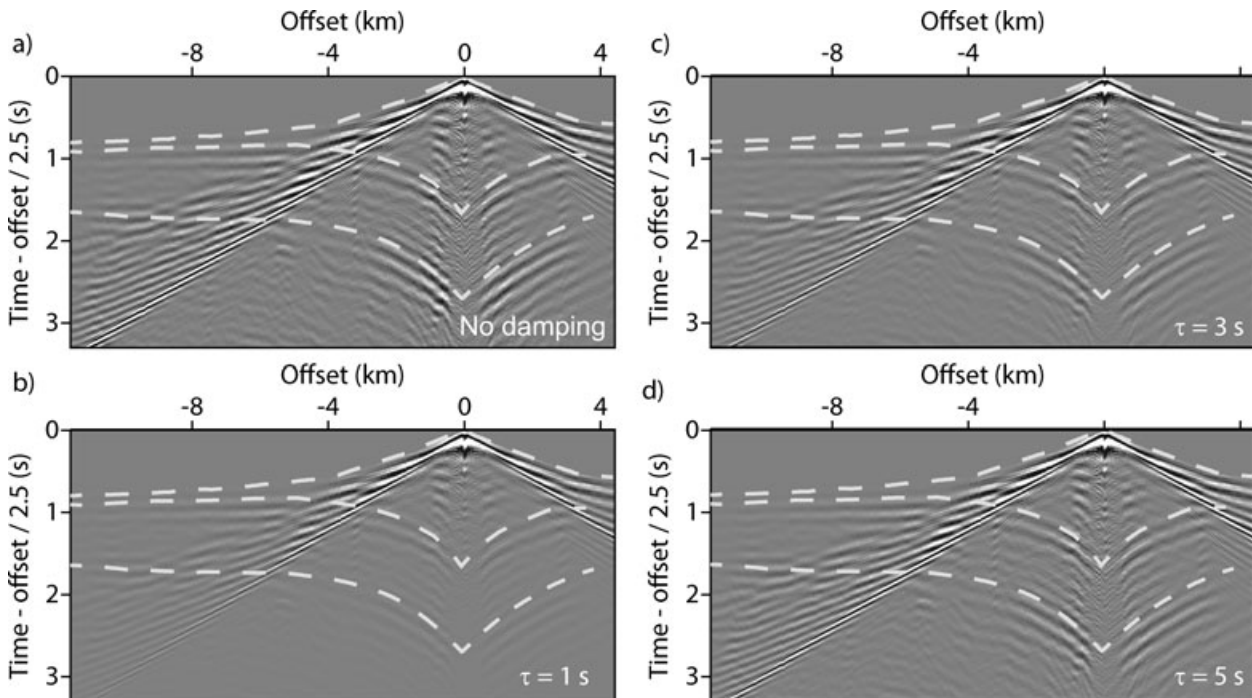 a)
Offset (km)
-8 -4 0 4
0
1
2
3
Time - offset / 2.5 (s)
No damping
c)
Offset (km)
-8 -4 0
0
1
2
3
Time - offset / 2.5 (s)
τ = 3 s
b)
Offset (km)
-8 -4 0 4
0
1
2
3
Time - offset / 2.5 (s)
τ = 1 s
d)
Offset (km)
-8 -4
0
1
2
3
Time - offset / 2.5 (s)
τ = 5 s